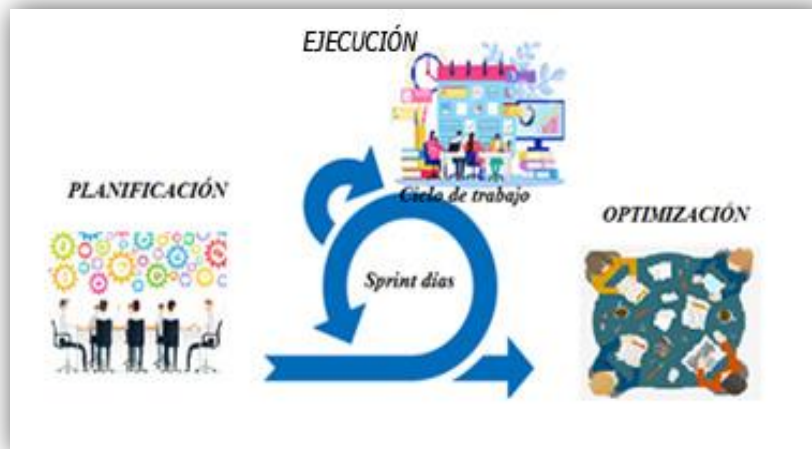 EJECUCIÓN
PLANIFICACIÓN
Ciclo de trabajo
OPTIMIZACIÓN
Sprint días